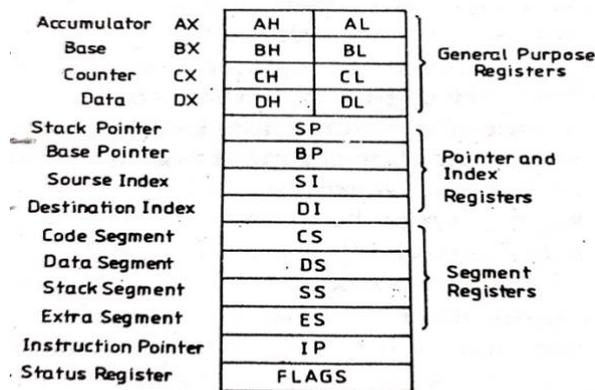 Accumulator AX AH AL
Base BX BH BL
Counter CX CH CL
Data DX DH DL
General Purpose
Registers
Stack Pointer SP
Base Pointer BP
Sourse Index SI
Destination Index DI
Pointer and
Index
Registers
Code Segment CS
Data Segment DS
Stack Segment SS
Extra Segment ES
Segment
Registers
Instruction Pointer IP
Status Register FLAGS